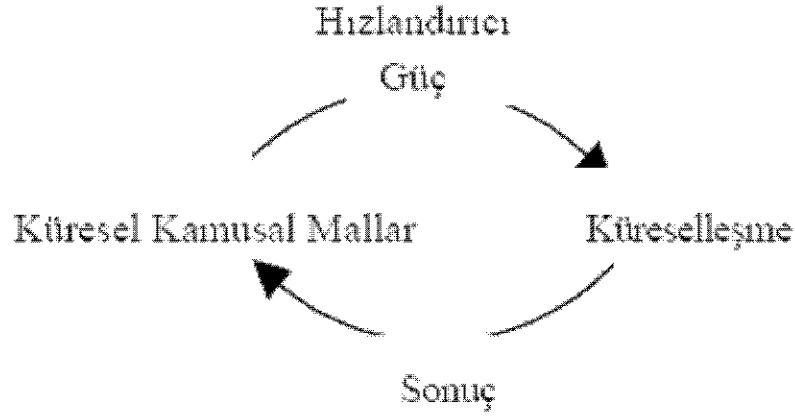 Hızlandırıcı
Güç
Küresel Kamusal Mallar
Küreselleşme
Sonuç